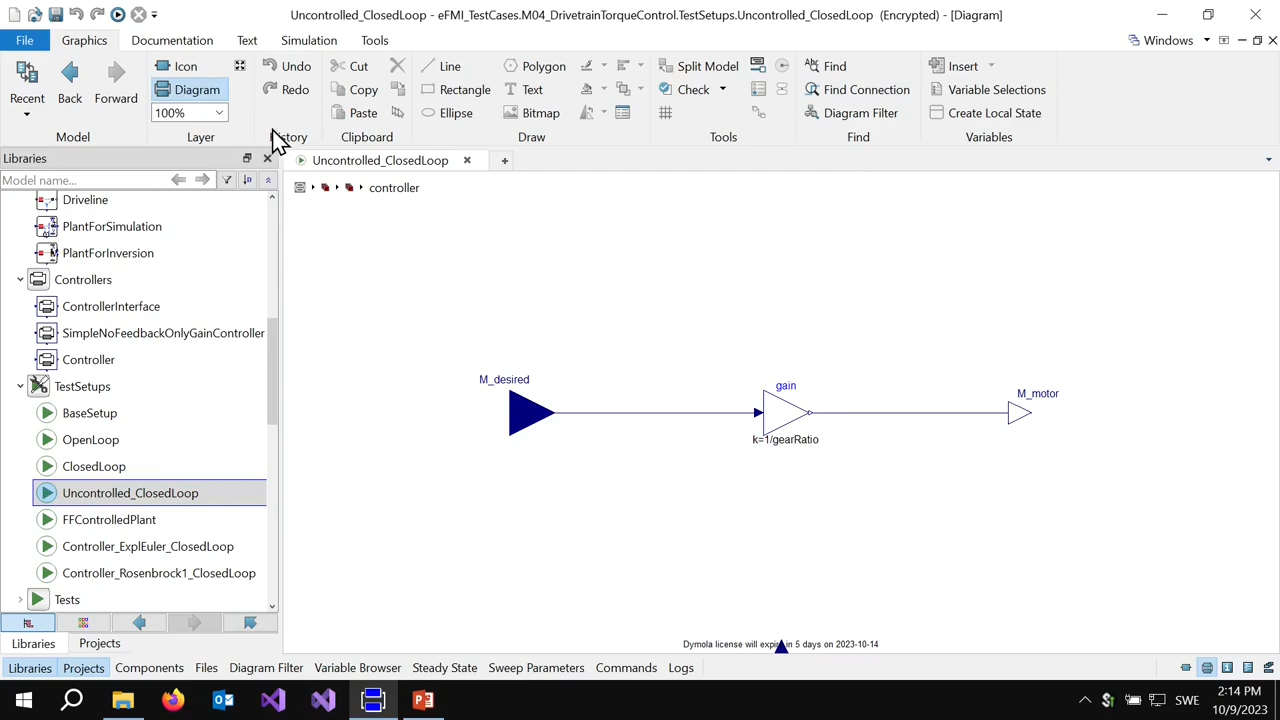 Uncontrolled_ClosedLoop - eFMI_TestCases.M04_DrivetrainTorqueControl.TestSetups.Uncontrolled_ClosedLoop (Encrypted) - [Diagram]
File Graphics Documentation Text Simulation Tools Windows
Recent Back Forward Model
Icon
Diagram
100%
Layer
Undo
Redo
Cut
Copy
Paste
Clipboard
Line Polygon
Rectangle Text
Ellipse Bitmap
Draw
Split Model
Check
Tools
Find
Find Connection
Diagram Filter
Find
Insert
Variable Selections
Create Local State
Variables
Libraries
Model name...
Driveline
PlantForSimulation
PlantForInversion
Controllers
ControllerInterface
SimpleNoFeedbackOnlyGainController
Controller
TestSetups
BaseSetup
OpenLoop
ClosedLoop
Uncontrolled_ClosedLoop
FFControlledPlant
Controller_ExplEuler_ClosedLoop
Controller_Rosenbrock1_ClosedLoop
Tests
Libraries Projects
Uncontrolled_ClosedLoop
controller
M_desired
gain
k=1/gearRatio
M_motor
Dymola license will expire in 5 days on 2023-10-14
Libraries Projects Components Files Diagram Filter Variable Browser Steady State Sweep Parameters Commands Logs
SWE
2:14 PM
10/9/2023